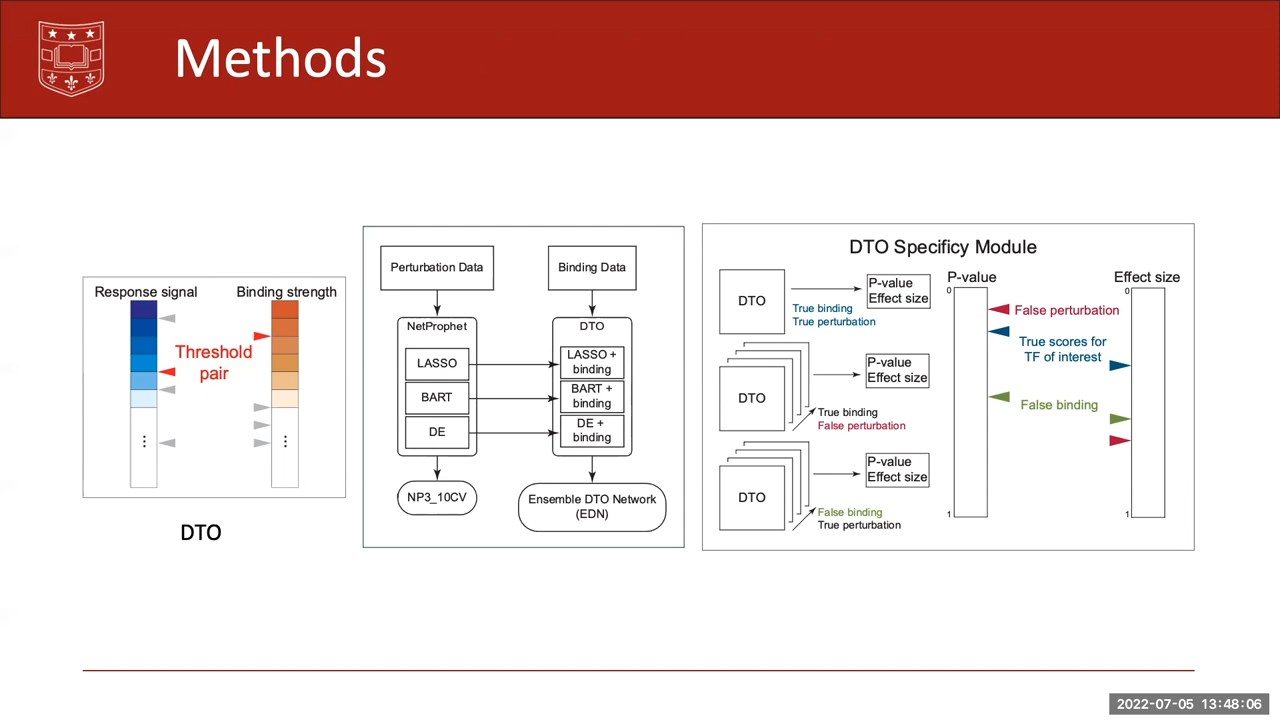 Methods
Response signal
Binding strength
Threshold
pair
⋮
⋮
DTO
Perturbation Data
Binding Data
NetProphet
DTO
LASSO
LASSO +
binding
BART
BART +
binding
DE
DE +
binding
NP3_10CV
Ensemble DTO Network
(EDN)
DTO Specificy Module
DTO
True binding
True perturbation
P-value
Effect size
DTO
True binding
False perturbation
P-value
Effect size
DTO
False binding
True perturbation
P-value
Effect size
P-value
Effect size
0
0
False perturbation
True scores for
TF of interest
False binding
1
1
2022-07-05 13:48:06